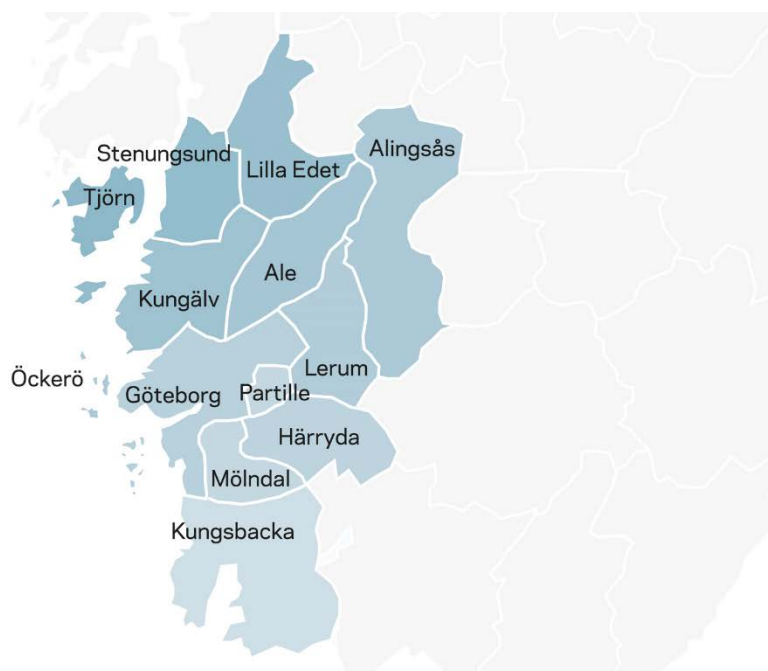 Stenungsund
Alingsås
Lilla Edet
Tjörn
Ale
Kungälv
Öckerö
Lerum
Göteborg
Partille
Härryda
Mölndal
Kungsbacka